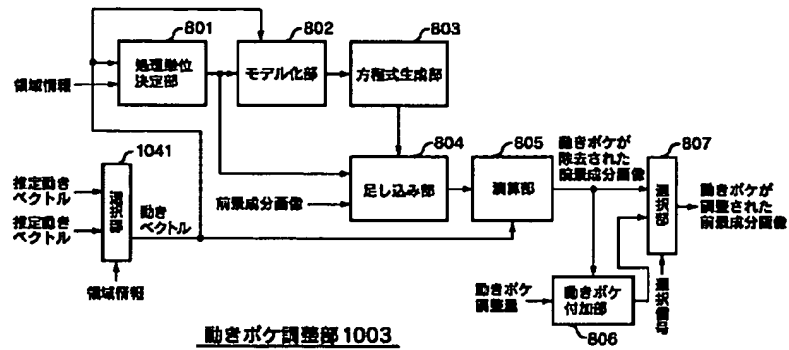 801
処理単位
決定部
802
モデル化部
803
方程式生成部
領域情報
804
足し込み部
805
演算部
動きボケが
除去された
前景成分画像
807
選択部
動きボケが
調整された
前景成分画像
1041
選択部
推定動き
ベクトル
推定動き
ベクトル
動き
ベクトル
前景成分画像
領域情報
動きボケ
調整量
動きボケ
付加部
806
選択信号
動きボケ調整部1003